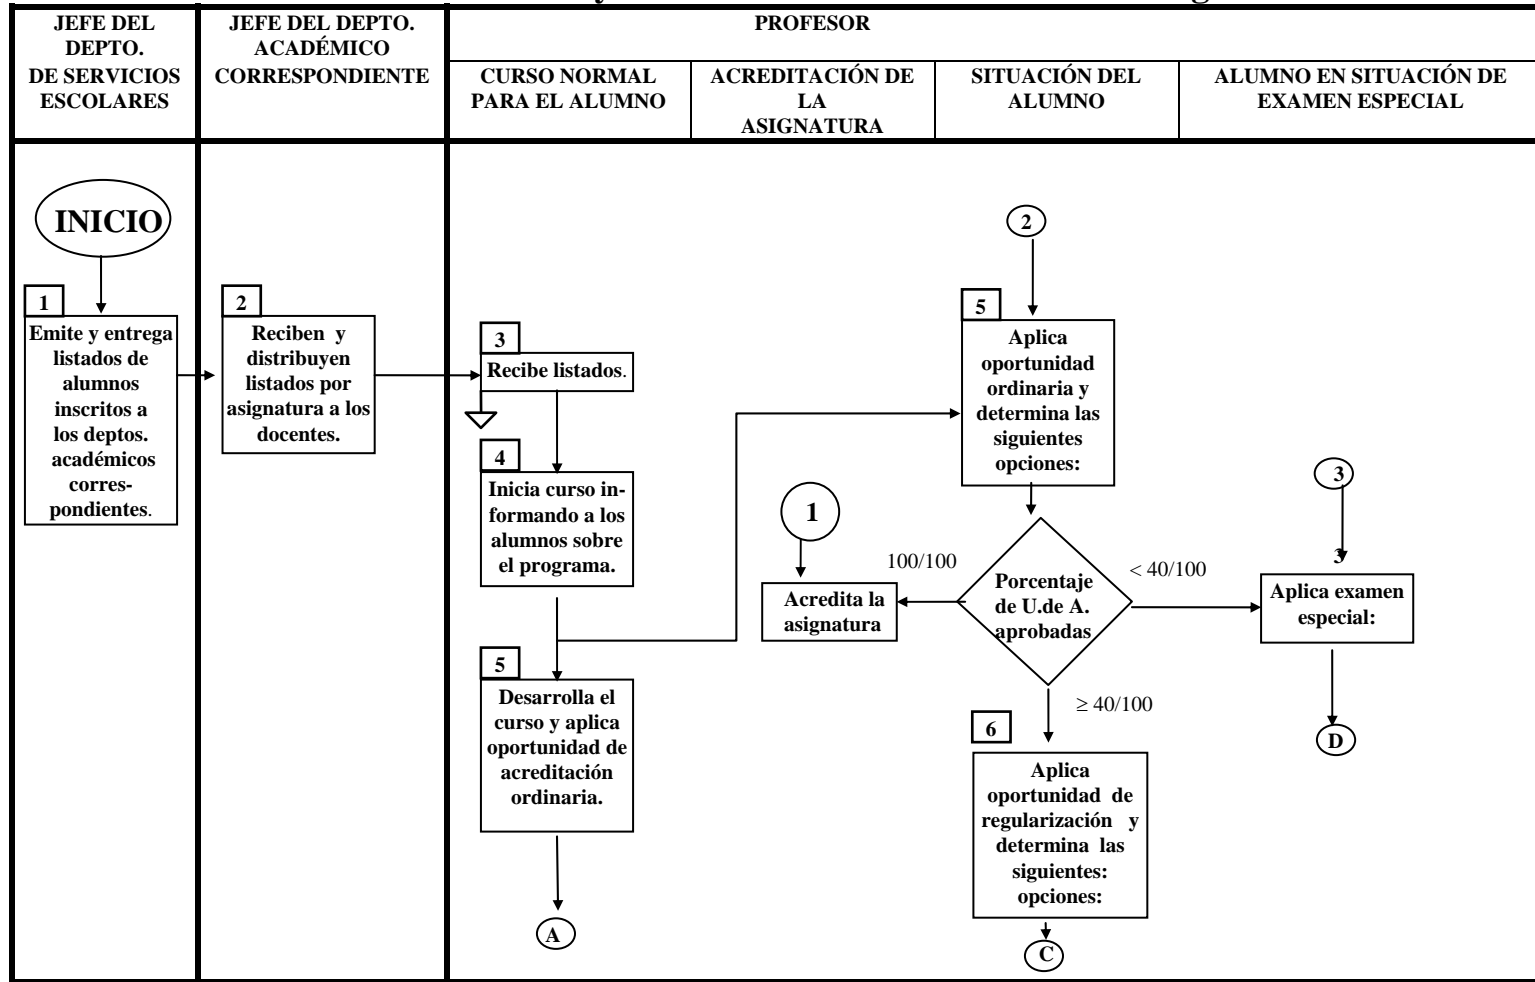 JEFE DEL
DEPTO.
DE SERVICIOS
ESCOLARES
JEFE DEL DEPTO.
ACADÉMICO
CORRESPONDIENTE
PROFESOR
CURSO NORMAL
PARA EL ALUMNO
ACREDITACIÓN DE
LA
ASIGNATURA
SITUACIÓN DEL
ALUMNO
ALUMNO EN SITUACIÓN DE
EXAMEN ESPECIAL
INICIO
1
Emite y entrega
listados de
alumnos
inscritos a
los deptos.
académicos
corres-
pondientes.
2
Reciben y
distribuyen
listados por
asignatura a los
docentes.
3
Recibe listados.
4
Inicia curso in-
formando a los
alumnos sobre
el programa.
5
Desarrolla el
curso y aplica
oportunidad de
acreditación
ordinaria.
A
1
Acredita la
asignatura
100/100
2
5
Aplica
oportunidad
ordinaria y
determina las
siguientes
opciones:
Porcentaje
de U.de A.
aprobadas
< 40/100
≥ 40/100
6
Aplica
oportunidad de
regularización y
determina las
siguientes:
opciones:
C
3
3
Aplica examen
especial:
D